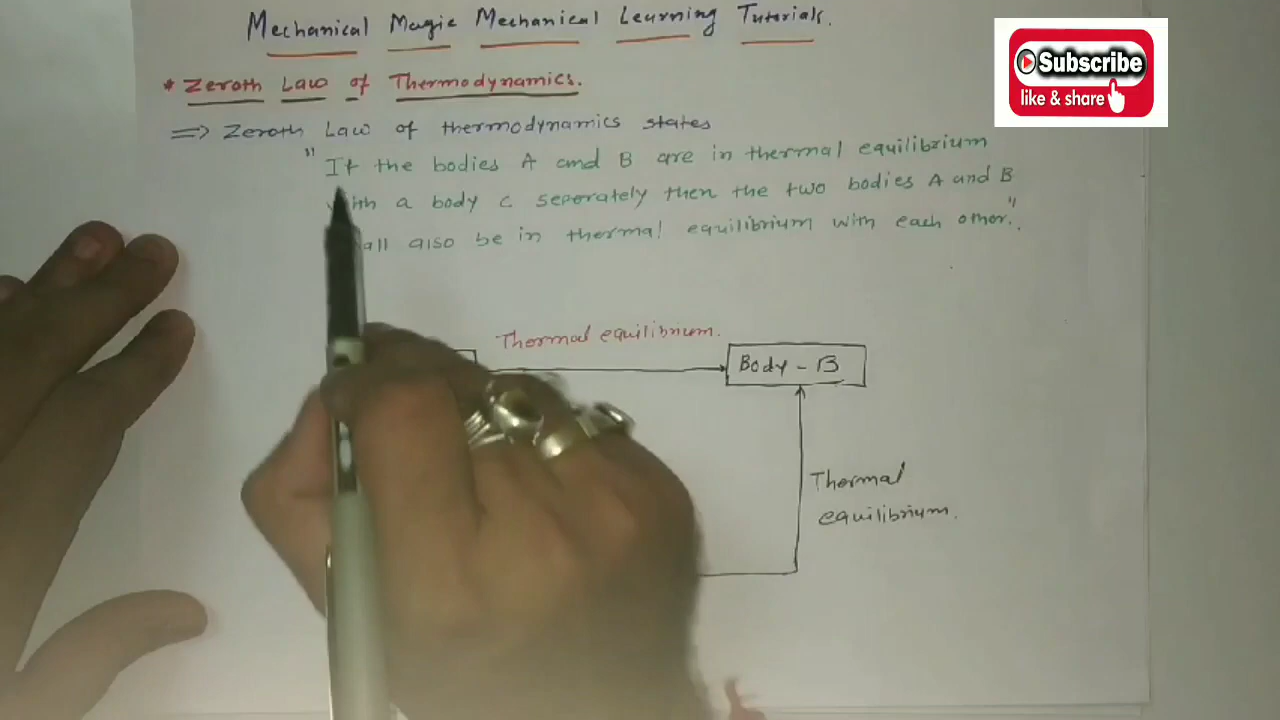 Mechanical Magic Mechanical Learning Tutorials.
Subscribe
like & share
* Zeroth Law of Thermodynamics.
=> Zeroth Law of thermodynamics states
" If the bodies A and B are in thermal equilibrium
a body C seperately then the two bodies A and B
also be in thermal equilibrium with each other.".
Thermal equilibrium.
Body - B
Thermal
equilibrium.